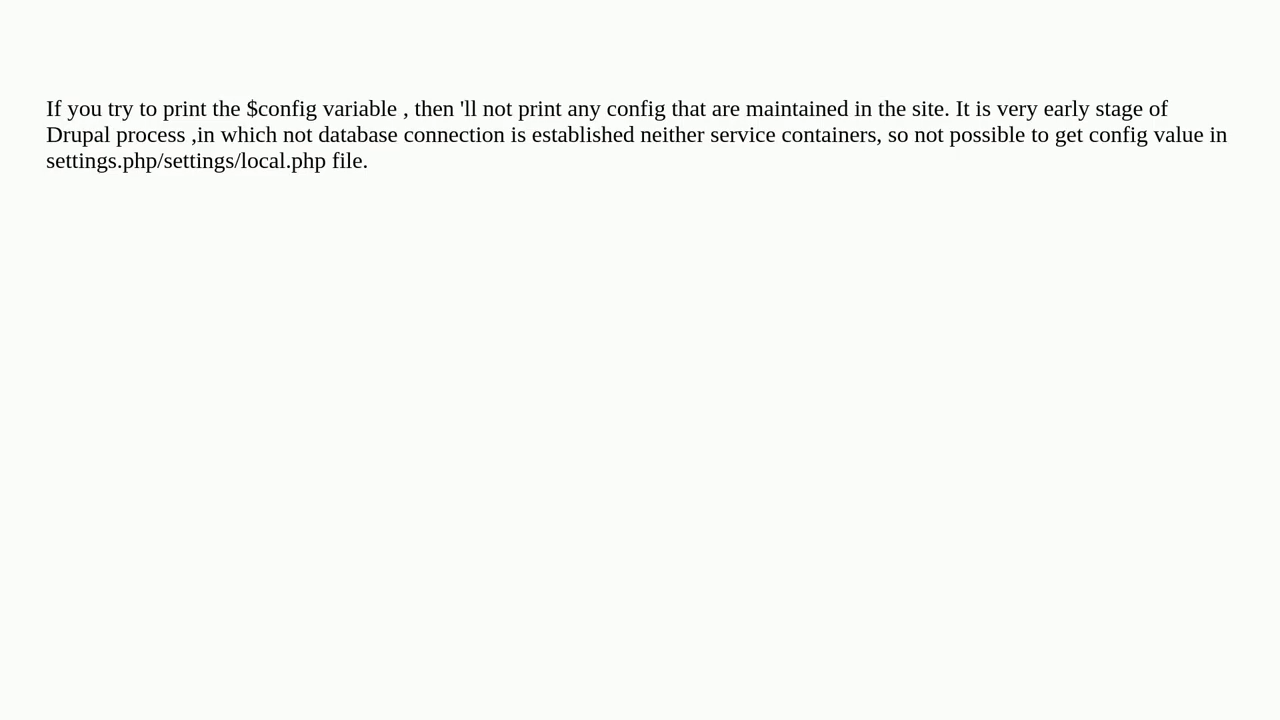 If you try to print the $config variable , then 'll not print any config that are maintained in the site. It is very early stage of
Drupal process ,in which not database connection is established neither service containers, so not possible to get config value in
settings.php/settings/local.php file.